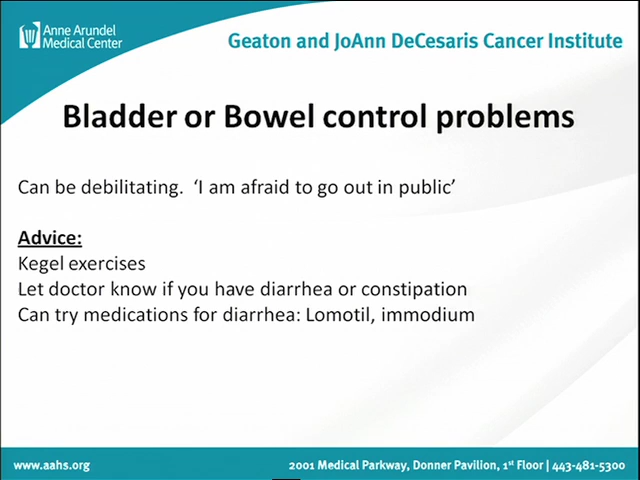 Anne Arundel
Medical Center
Geaton and JoAnn DeCesaris Cancer Institute
Bladder or Bowel control problems
Can be debilitating. ‘I am afraid to go out in public’
Advice:
Kegel exercises
Let doctor know if you have diarrhea or constipation
Can try medications for diarrhea: Lomotil, immodium
www.aahs.org
2001 Medical Parkway, Donner Pavilion, 1st Floor | 443-481-5300